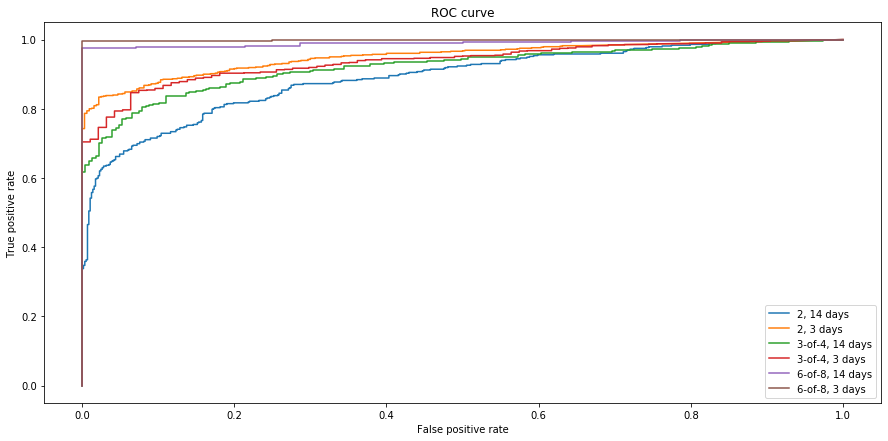 ROC curve
True positive rate
1.0
0.8
0.6
0.4
0.2
0.0
2, 14 days
2, 3 days
3-of-4, 14 days
3-of-4, 3 days
6-of-8, 14 days
6-of-8, 3 days
0.0 0.2 0.4 0.6 0.8 1.0
False positive rate